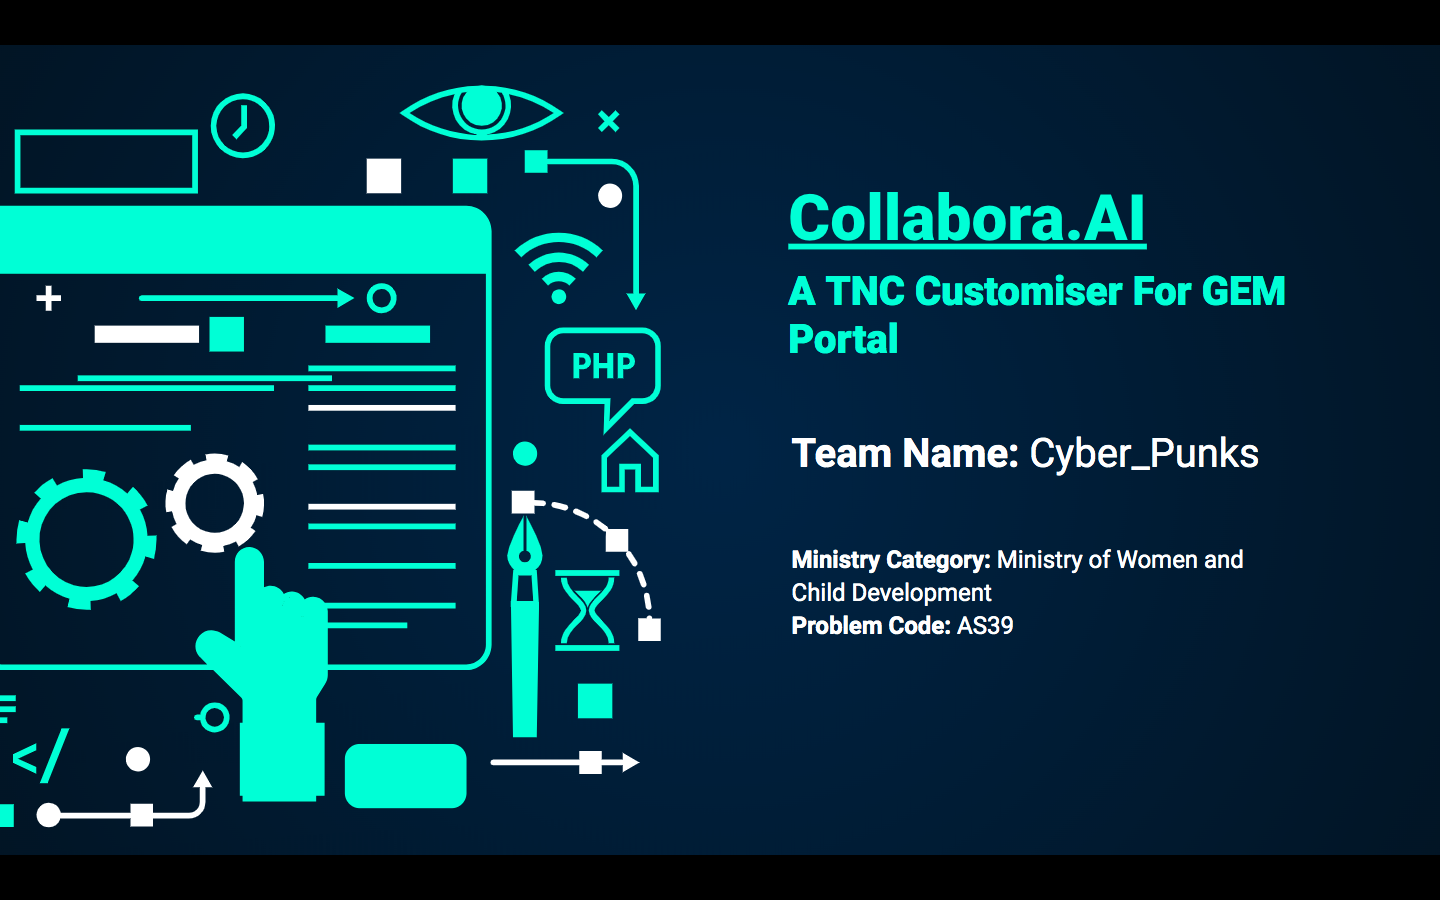 Collabora.AI
A TNC Customiser For GEM
Portal
PHP
Team Name: Cyber_Punks
Ministry Category: Ministry of Women and
Child Development
Problem Code: AS39
</